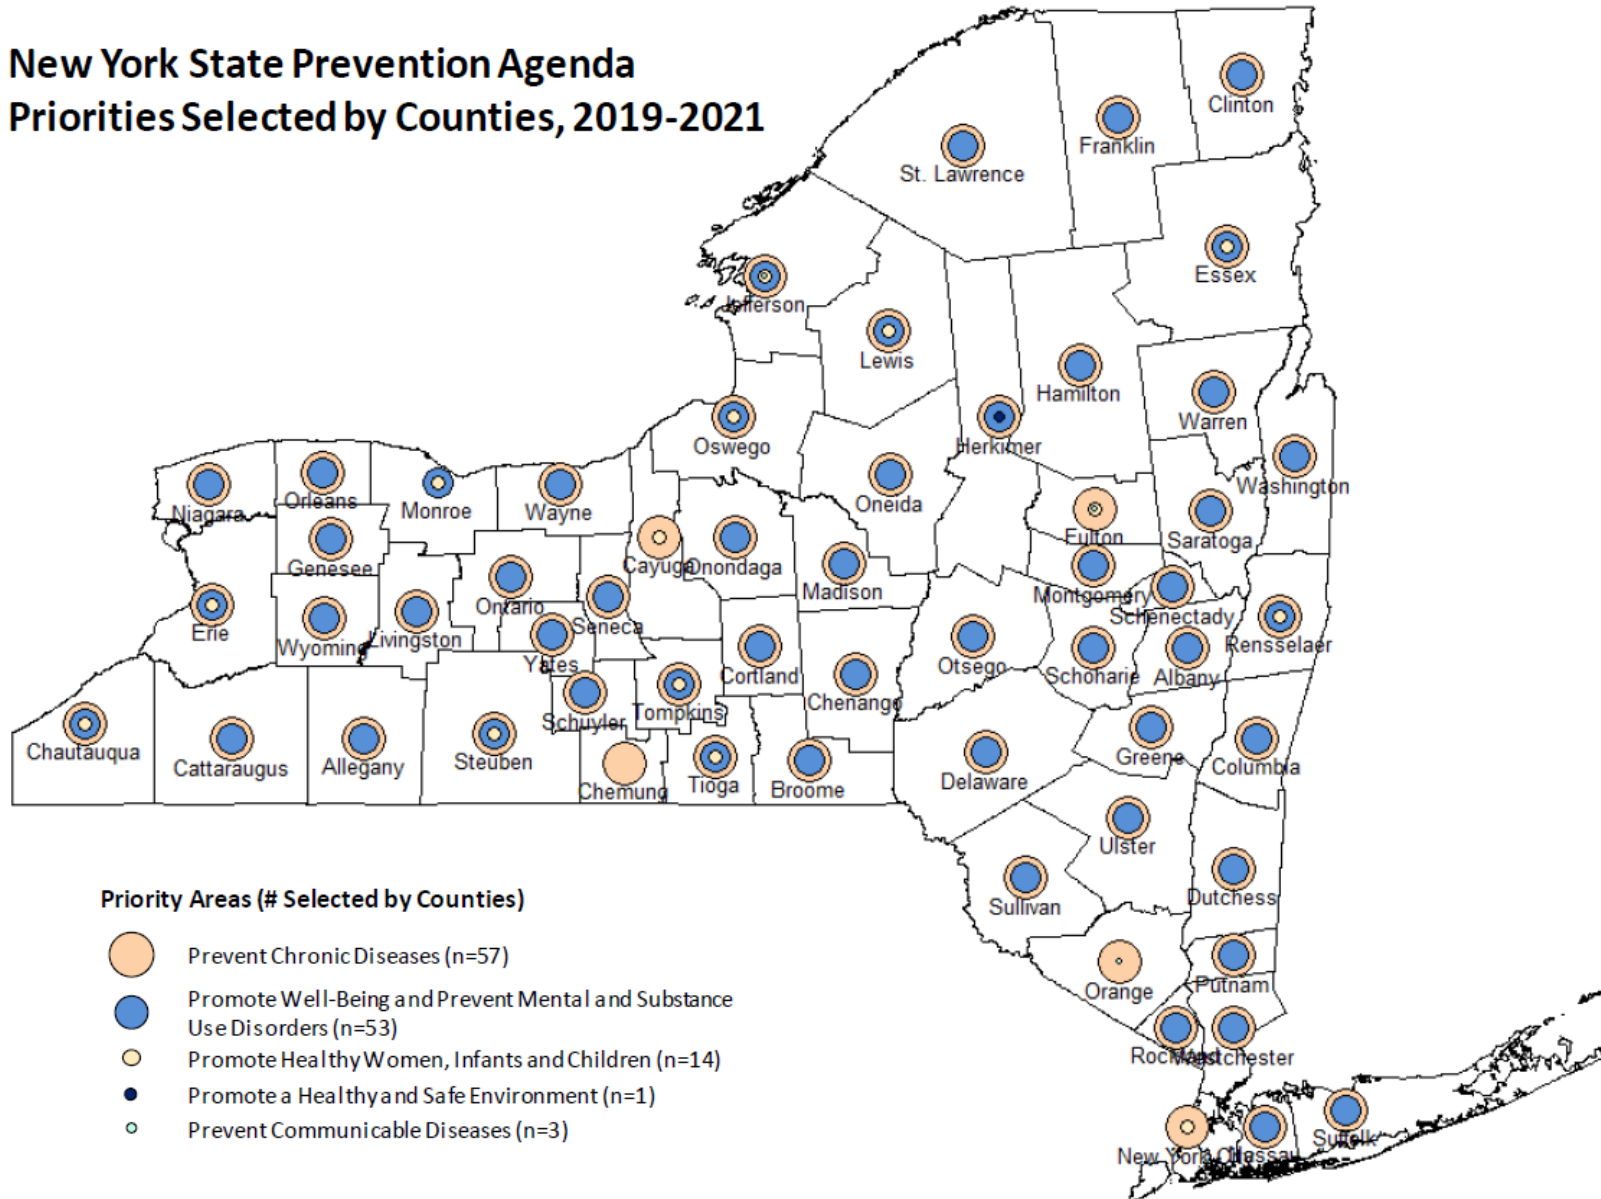 New York State Prevention Agenda
Priorities Selected by Counties, 2019-2021
Clinton
Franklin
St. Lawrence
Essex
Jefferson
Lewis
Hamilton
Warren
Oswego
Herkimer
Washington
Oneida
Niagara
Orleans
Monroe
Wayne
Fulton
Saratoga
Genesee
Cayuga
Onondaga
Madison
Montgomery
Schenectady
Ontario
Seneca
Erie
Wyoming
Livingston
Yates
Cortland
Otsego
Schoharie
Albany
Rensselaer
Chenango
Schuyler
Tompkins
Chautauqua
Cattaraugus
Allegany
Steuben
Chemung
Tioga
Broome
Delaware
Greene
Columbia
Ulster
Sullivan
Dutchess
Orange
Putnam
Rockland
Westchester
New York City
Nassau
Suffolk
Priority Areas (# Selected by Counties)
Prevent Chronic Diseases (n=57)
Promote Well-Being and Prevent Mental and Substance
Use Disorders (n=53)
Promote Healthy Women, Infants and Children (n=14)
Promote a Healthy and Safe Environment (n=1)
Prevent Communicable Diseases (n=3)